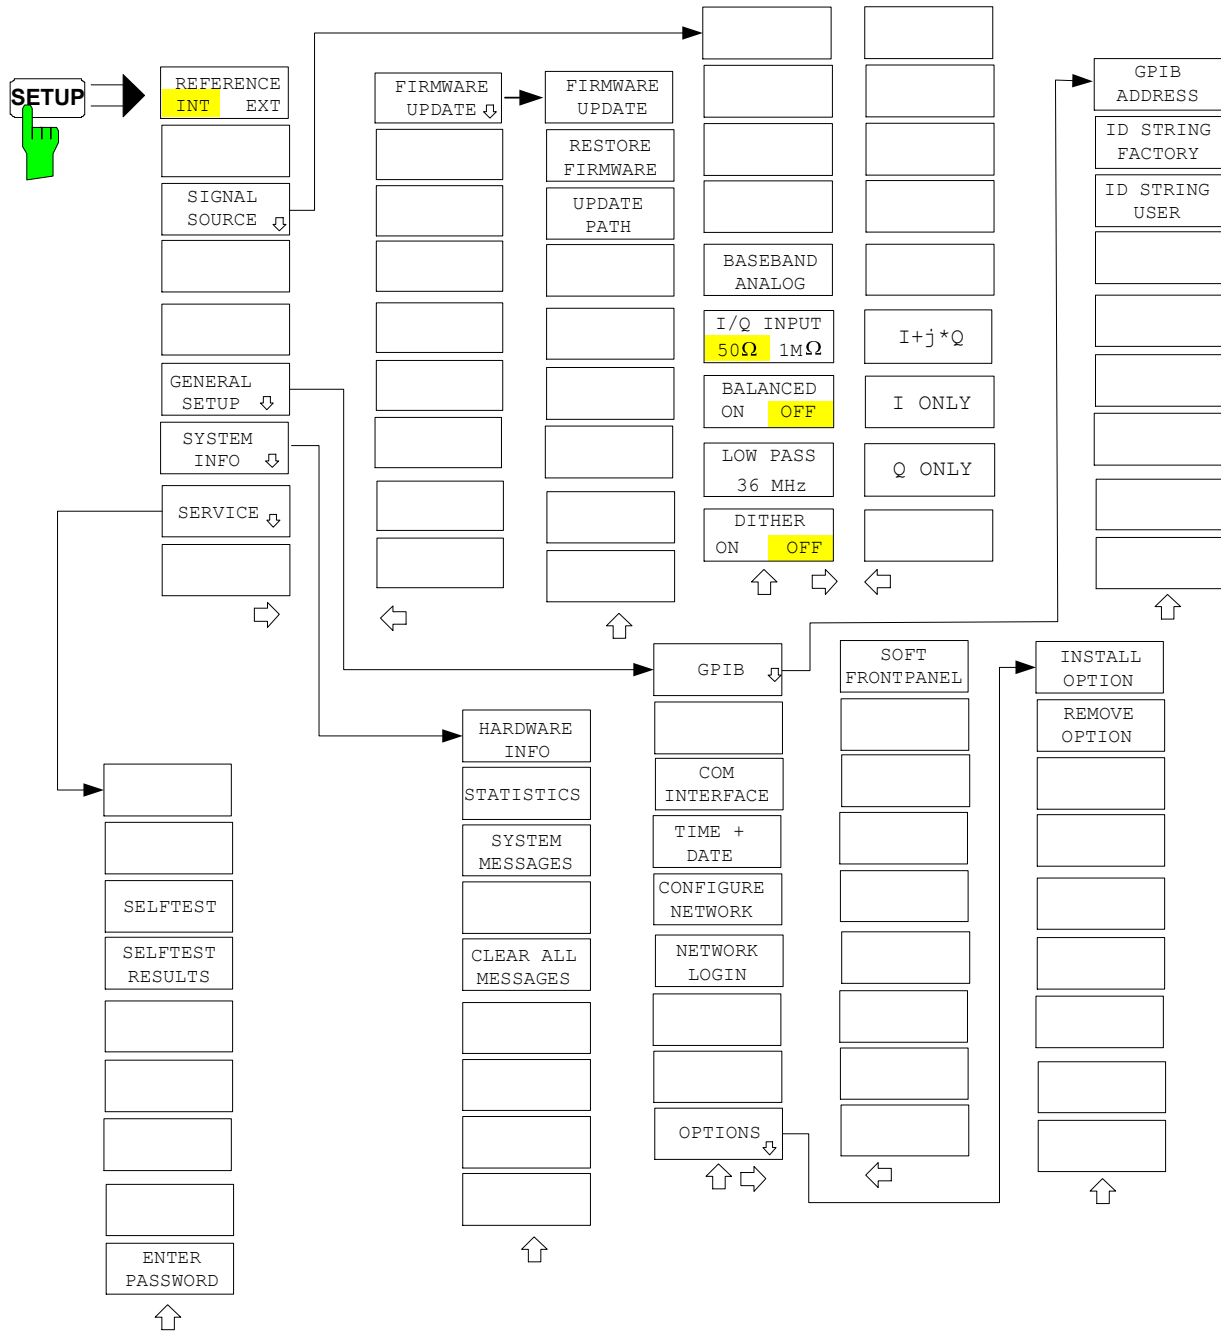 SETUP
REFERENCE
INT EXT
SIGNAL
SOURCE
GENERAL
SETUP
SYSTEM
INFO
SERVICE
FIRMWARE
UPDATE
FIRMWARE
UPDATE
RESTORE
FIRMWARE
UPDATE
PATH
BASEBAND
ANALOG
I/Q INPUT
50Ω 1MΩ
BALANCED
ON OFF
LOW PASS
36 MHz
DITHER
ON OFF
I+j*Q
I ONLY
Q ONLY
GPIB
ADDRESS
ID STRING
FACTORY
ID STRING
USER
GPIB
COM
INTERFACE
TIME +
DATE
CONFIGURE
NETWORK
NETWORK
LOGIN
OPTIONS
SOFT
FRONTPANEL
INSTALL
OPTION
REMOVE
OPTION
HARDWARE
INFO
STATISTICS
SYSTEM
MESSAGES
CLEAR ALL
MESSAGES
SELFTEST
SELFTEST
RESULTS
ENTER
PASSWORD